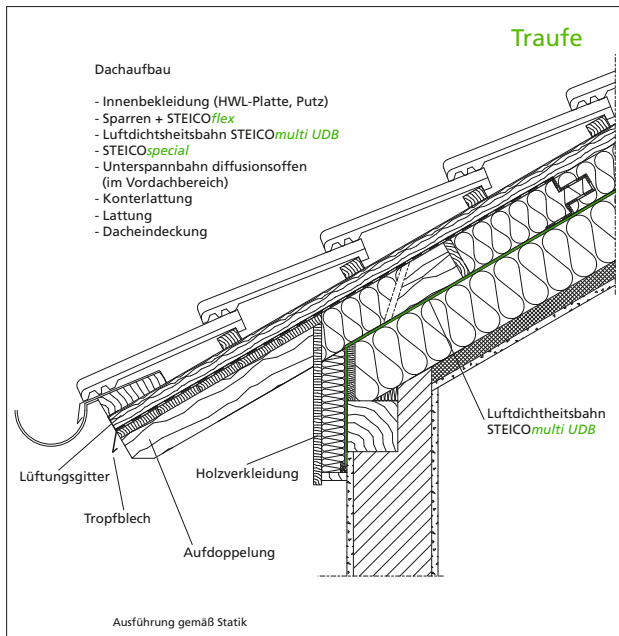 Traufe
Dachaufbau
- Innenbekleidung (HWL-Platte, Putz)
- Sparren + STEICOflex
- Luftdichtsheitsbahn STEICOmulti UDB
- STEICOspecial
- Unterspannbahn diffusionsoffen
(im Vordachbereich)
- Konterlattung
- Lattung
- Dacheindeckung
Luftdichtheitsbahn
STEICOmulti UDB
Lüftungsgitter
Holzverkleidung
Tropfblech
Aufdoppelung
Ausführung gemäß Statik